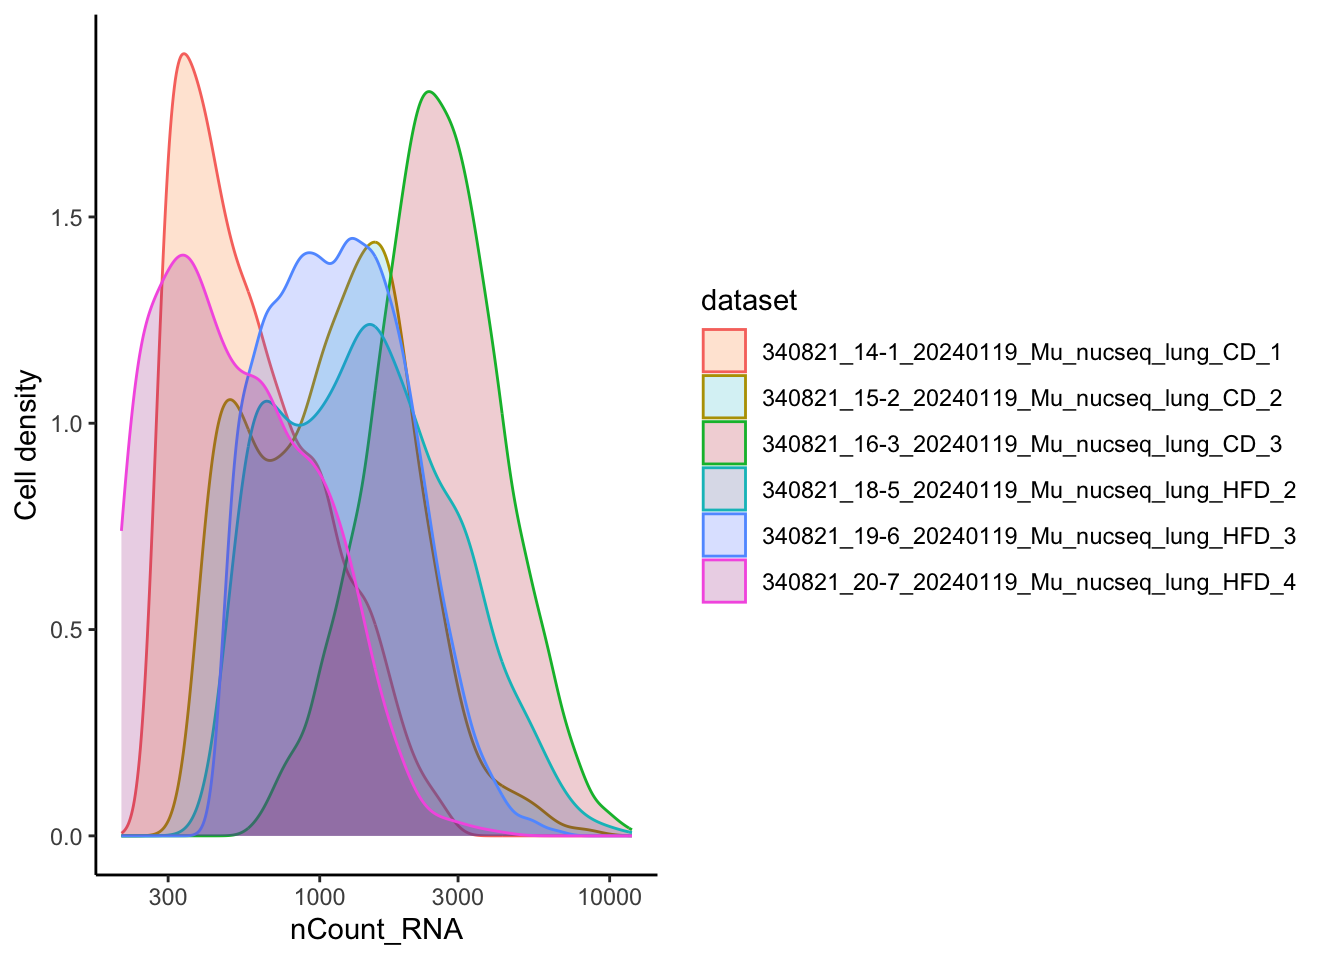 Cell density
1.5
1.0
0.5
0.0
300 1000 3000 10000
nCount_RNA
dataset
340821_14-1_20240119_Mu_nucseq_lung_CD_1
340821_15-2_20240119_Mu_nucseq_lung_CD_2
340821_16-3_20240119_Mu_nucseq_lung_CD_3
340821_18-5_20240119_Mu_nucseq_lung_HFD_2
340821_19-6_20240119_Mu_nucseq_lung_HFD_3
340821_20-7_20240119_Mu_nucseq_lung_HFD_4